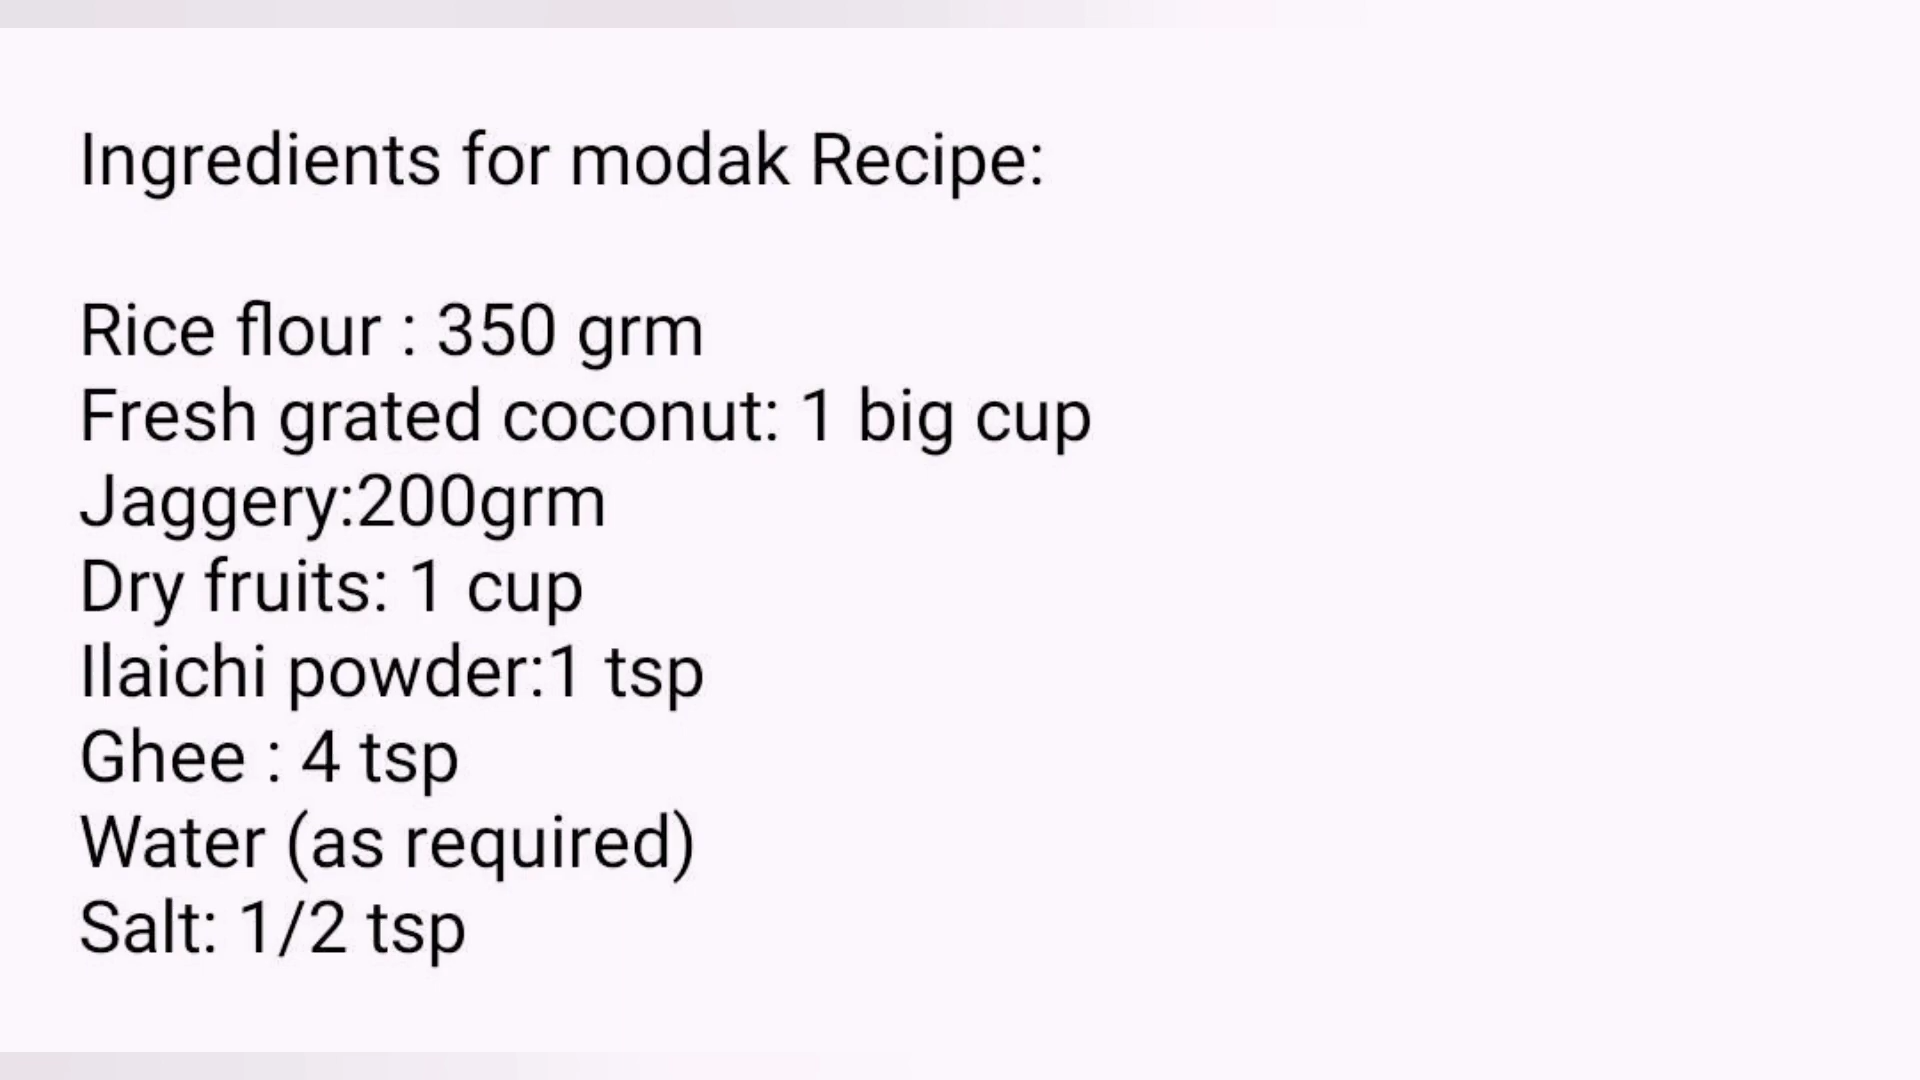 Ingredients for modak Recipe:
Rice flour : 350 grm
Fresh grated coconut: 1 big cup
Jaggery:200grm
Dry fruits: 1 cup
Ilaichi powder:1 tsp
Ghee : 4 tsp
Water (as required)
Salt: 1/2 tsp